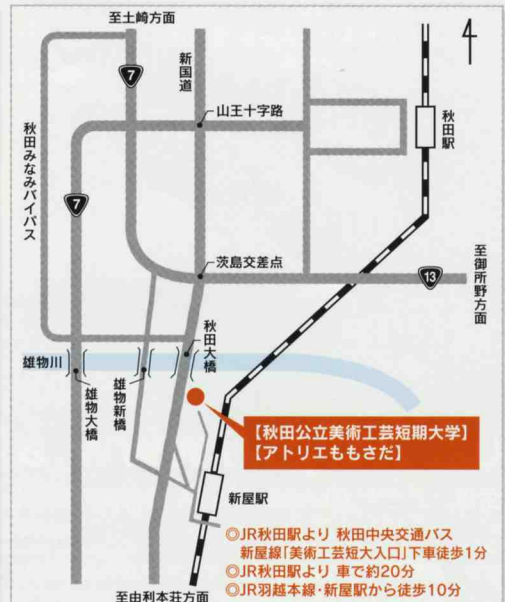 至土崎方面
7
新国道
山王十字路
秋田駅
秋田みなみバイパス
7
茨島交差点
至御所野方面
13
秋田大橋
雄物川
雄物大橋
雄物新橋
【秋田公立美術工芸短期大学】
【アトリエももさだ】
新屋駅
◎JR秋田駅より 秋田中央交通バス
新屋線「美術工芸短大入口」下車徒歩1分
◎JR秋田駅より 車で約20分
◎JR羽越本線・新屋駅から徒歩10分
至由利本荘方面